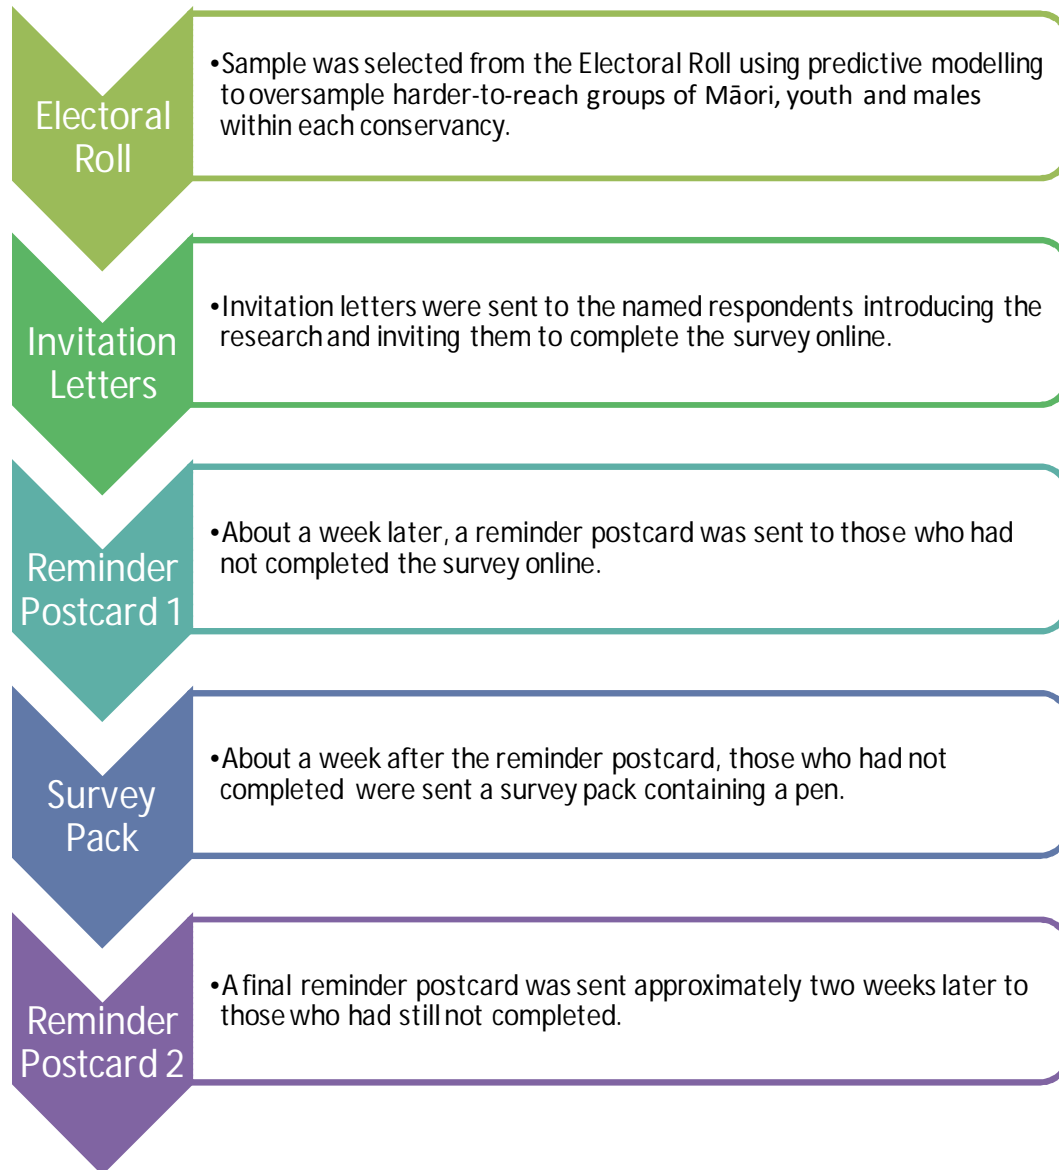 Electoral
Roll
•Sample was selected from the Electoral Roll using predictive modelling
to oversample harder-to-reach groups of Māori, youth and males
within each conservancy.
Invitation
Letters
•Invitation letters were sent to the named respondents introducing the
research and inviting them to complete the survey online.
Reminder
Postcard 1
•About a week later, a reminder postcard was sent to those who had
not completed the survey online.
Survey
Pack
•About a week after the reminder postcard, those who had not
completed were sent a survey pack containing a pen.
Reminder
Postcard 2
•A final reminder postcard was sent approximately two weeks later to
those who had still not completed.